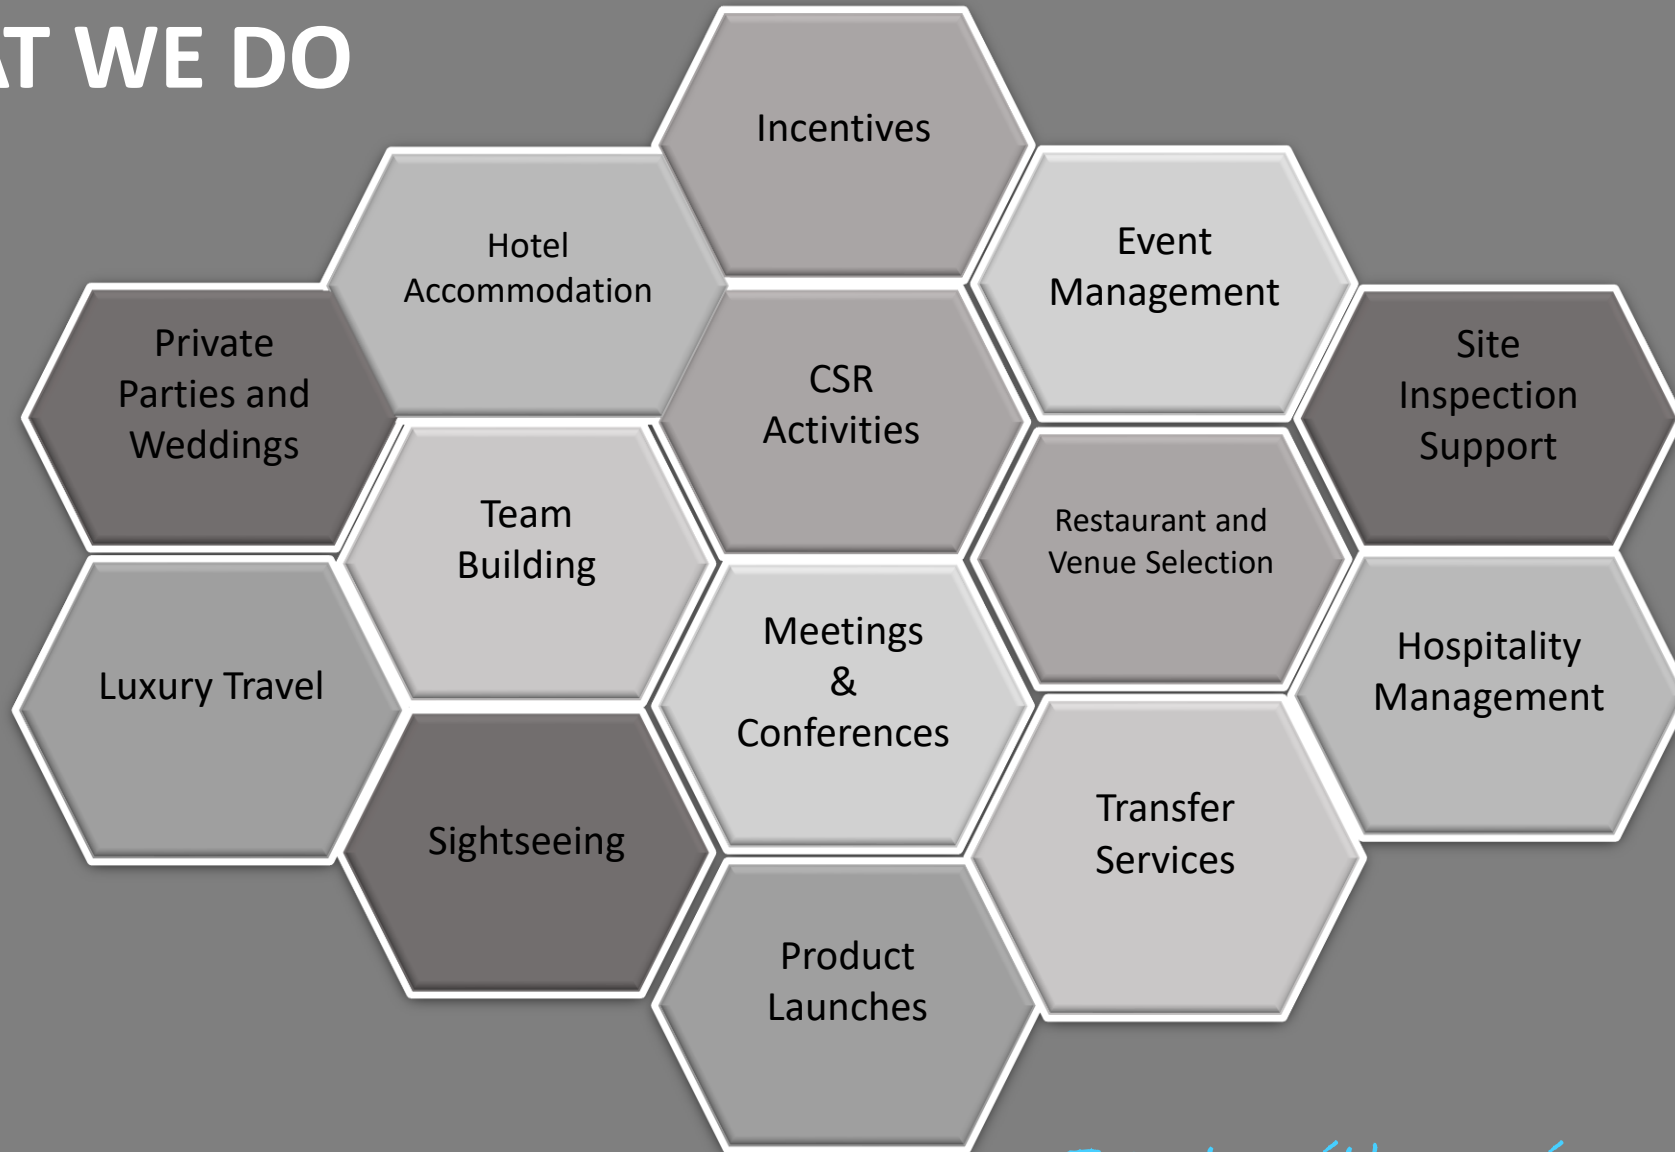 AT WE DO
Incentives
Hotel
Accommodation
Event
Management
Private
Parties and
Weddings
CSR
Activities
Site
Inspection
Support
Team
Building
Restaurant and
Venue Selection
Luxury Travel
Meetings
&
Conferences
Hospitality
Management
Sightseeing
Transfer
Services
Product
Launches